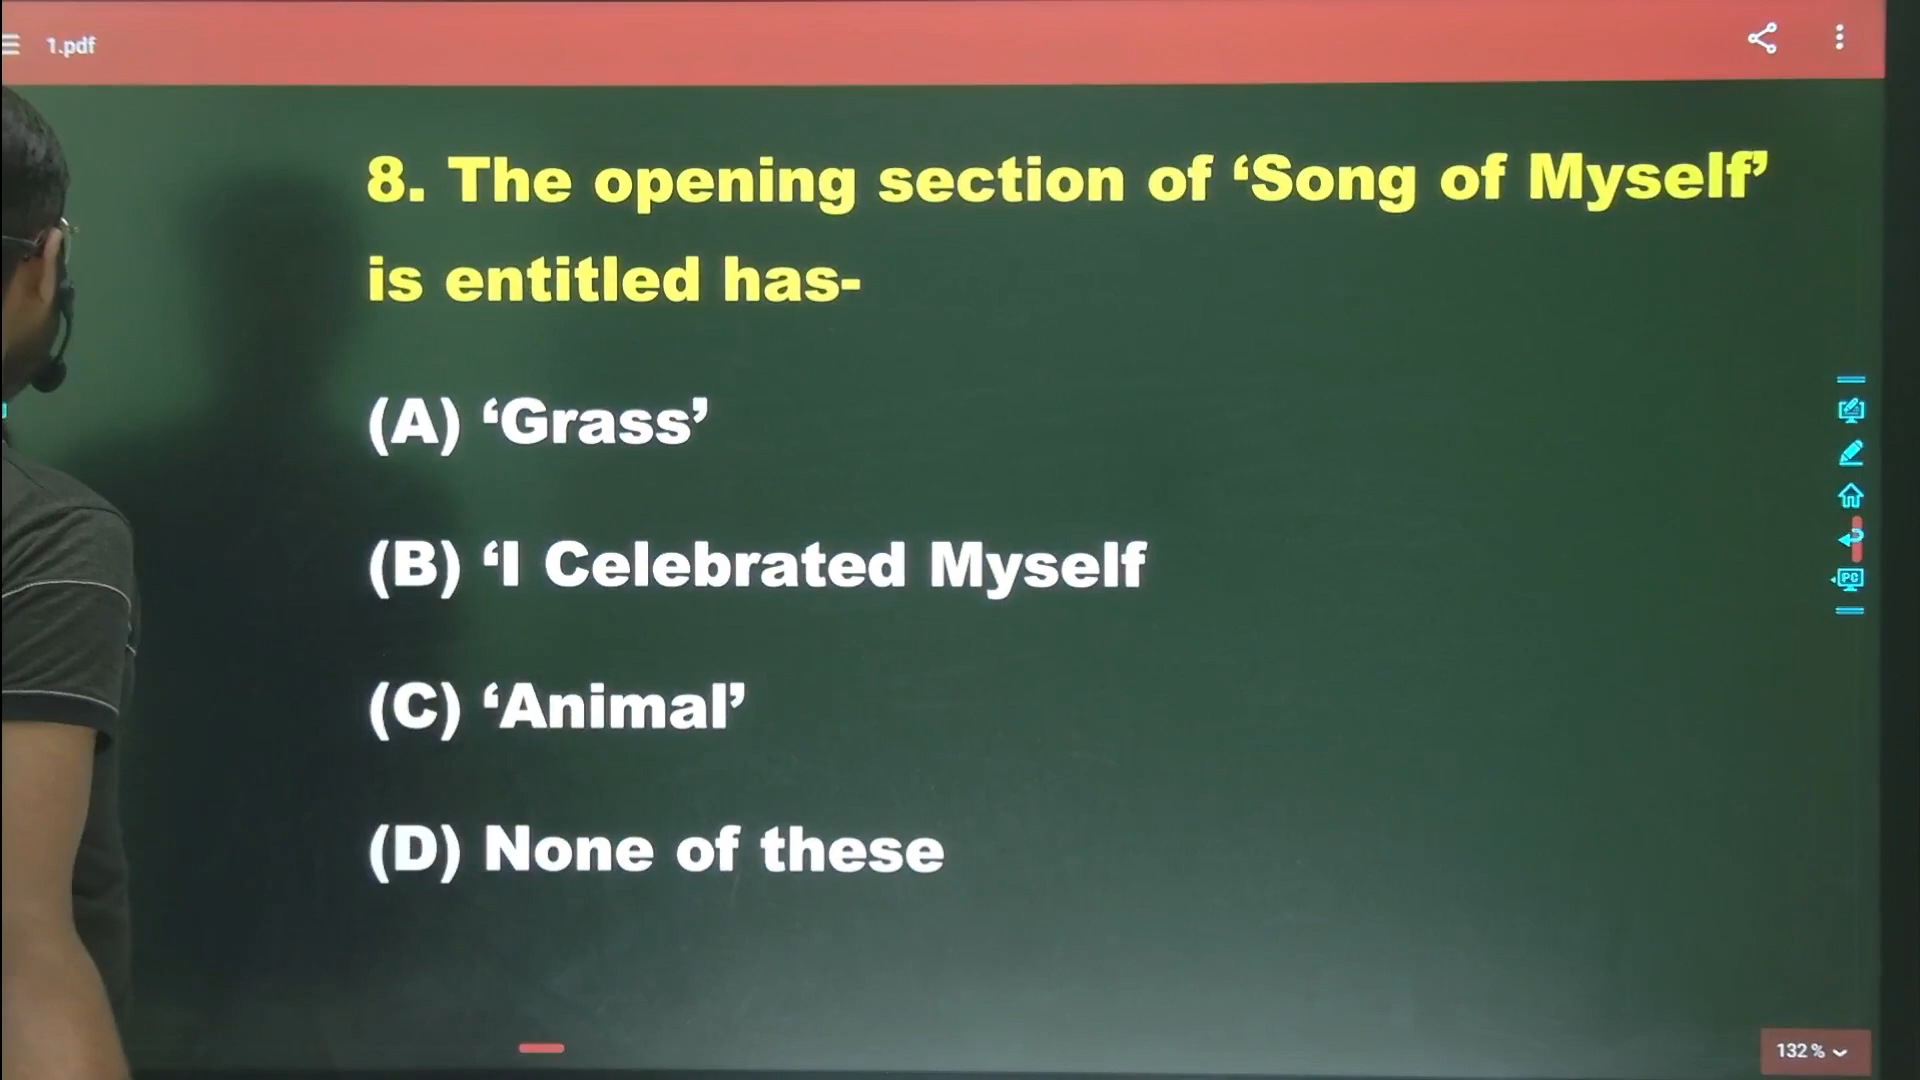 1.pdf
8. The opening section of ‘Song of Myself’
is entitled has-
(A) ‘Grass’
(B) ‘I Celebrated Myself
(C) ‘Animal’
(D) None of these
PC
132%